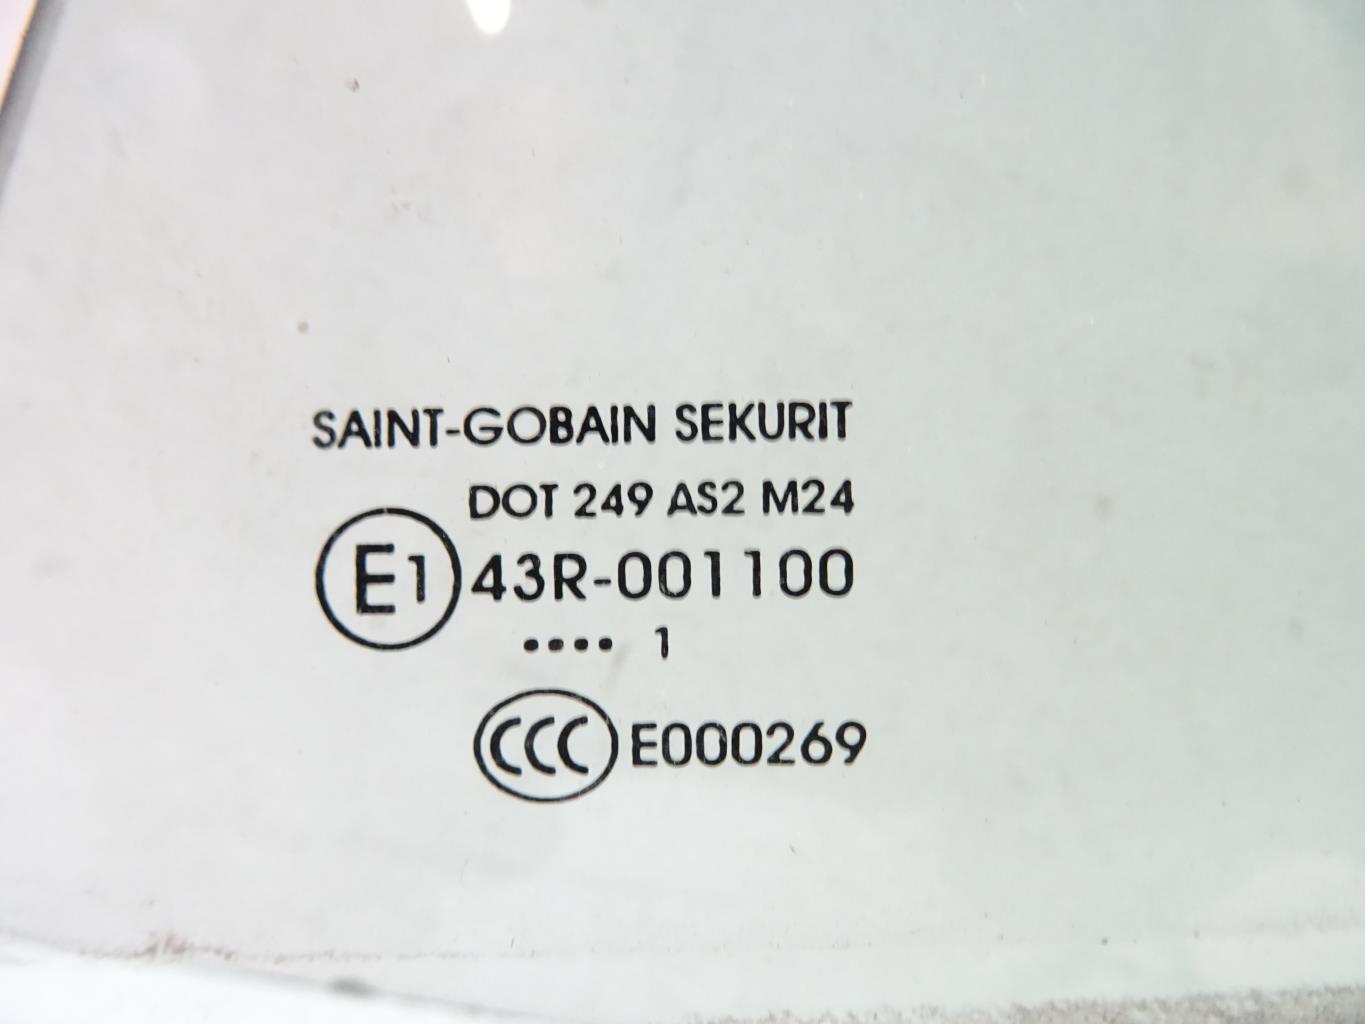 SAINT-GOBAIN SEKURIT
DOT 249 AS2 M24
E1 43R-001100
•••• 1
CCC E000269